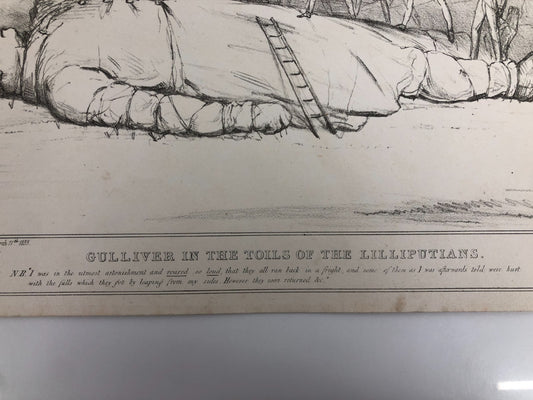 GULLIVER IN THE TOILS OF THE LILLIPUTIANS.
N.B. "I was in the utmost astonishment and roared so loud, that they all ran back in a fright, and some of them as I was afterwards told were hurt
with the falls which they got by leaping from my sides. However they soon returned &c."